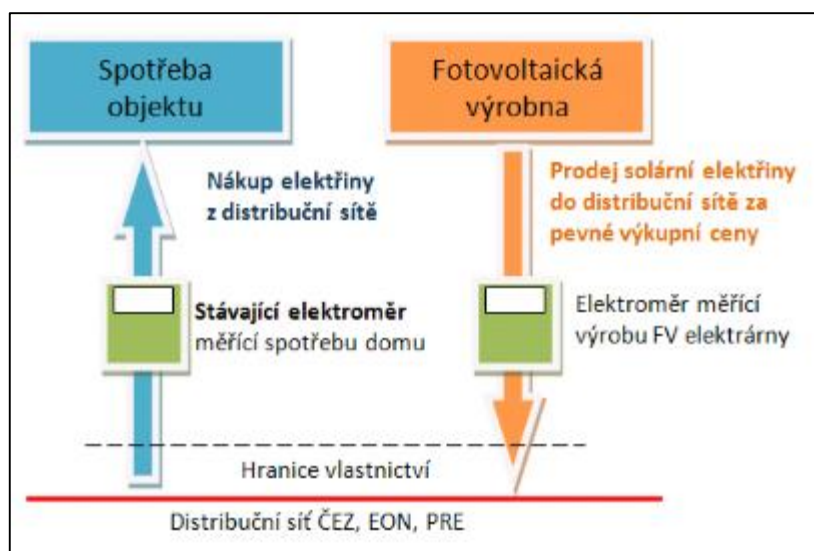 Spotřeba
objektu
Fotovoltaická
výrobna
Nákup elektřiny
z distribuční sítě
Prodej solární elektřiny
do distribuční sítě za
pevné výkupní ceny
Stávající elektroměr
měřící spotřebu domu
Elektroměr měřící
výrobu FV elektrárny
Hranice vlastnictví
Distribuční síť ČEZ, EON, PRE